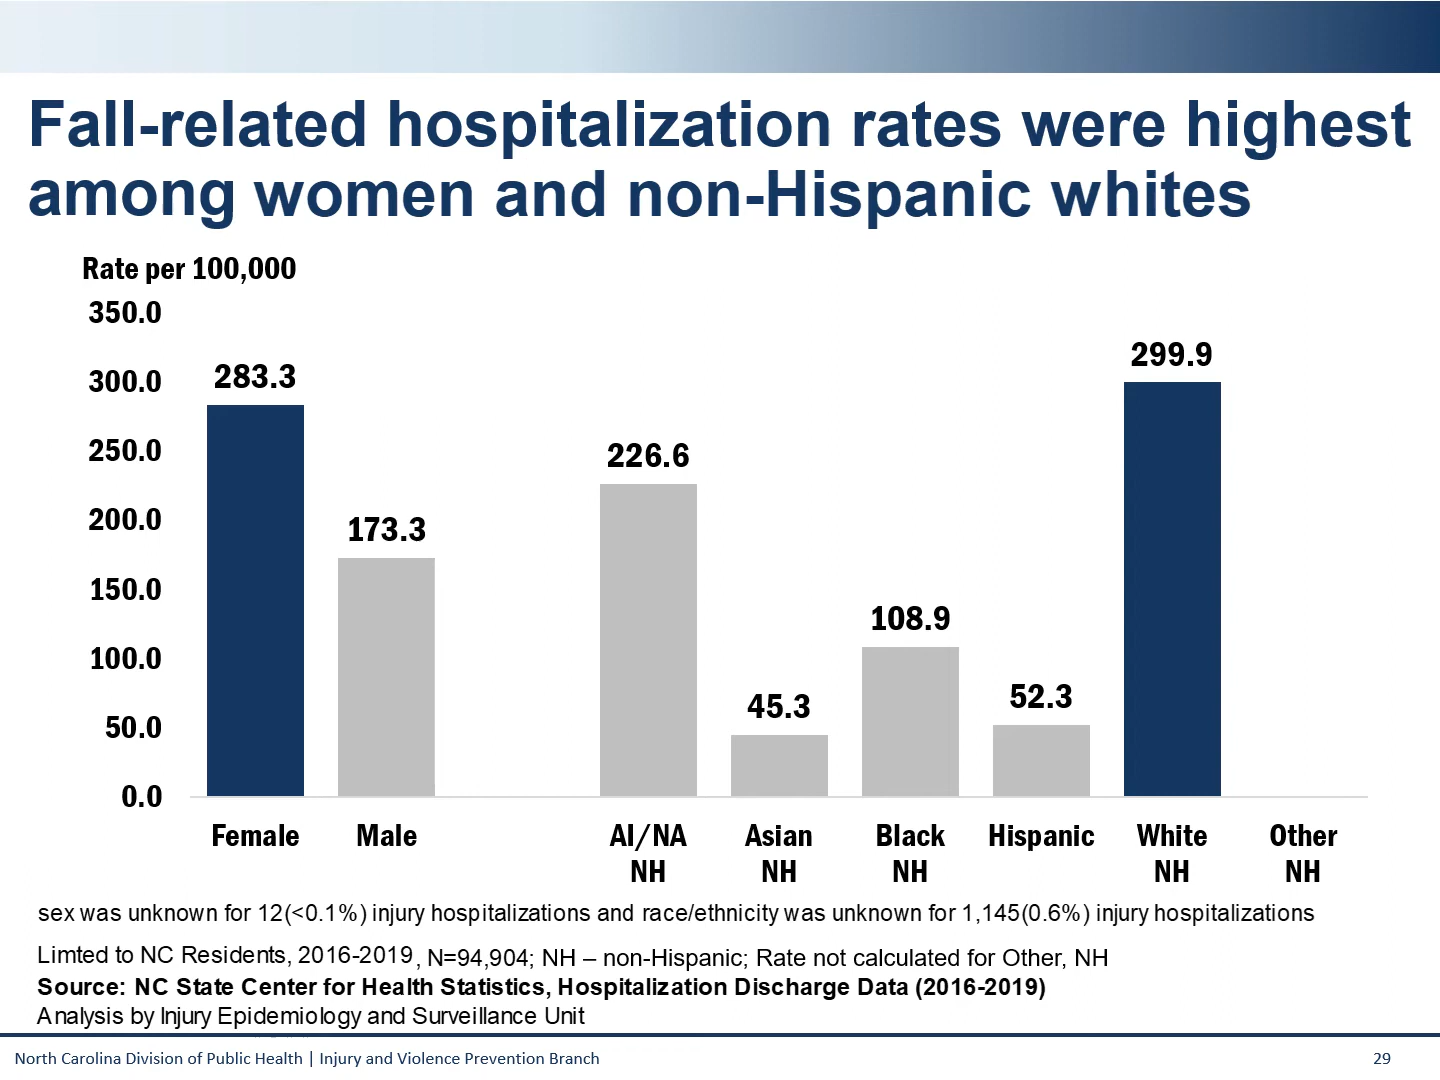 Fall-related hospitalization rates were highest
among women and non-Hispanic whites
Rate per 100,000
350.0
300.0
250.0
200.0
150.0
100.0
50.0
0.0
283.3
173.3
226.6
45.3
108.9
52.3
299.9
Female
Male
AI/NA
NH
Asian
NH
Black
NH
Hispanic
White
NH
Other
NH
sex was unknown for 12(<0.1%) injury hospitalizations and race/ethnicity was unknown for 1,145(0.6%) injury hospitalizations
Limted to NC Residents, 2016-2019, N=94,904; NH – non-Hispanic; Rate not calculated for Other, NH
Source: NC State Center for Health Statistics, Hospitalization Discharge Data (2016-2019)
Analysis by Injury Epidemiology and Surveillance Unit
North Carolina Division of Public Health | Injury and Violence Prevention Branch
29